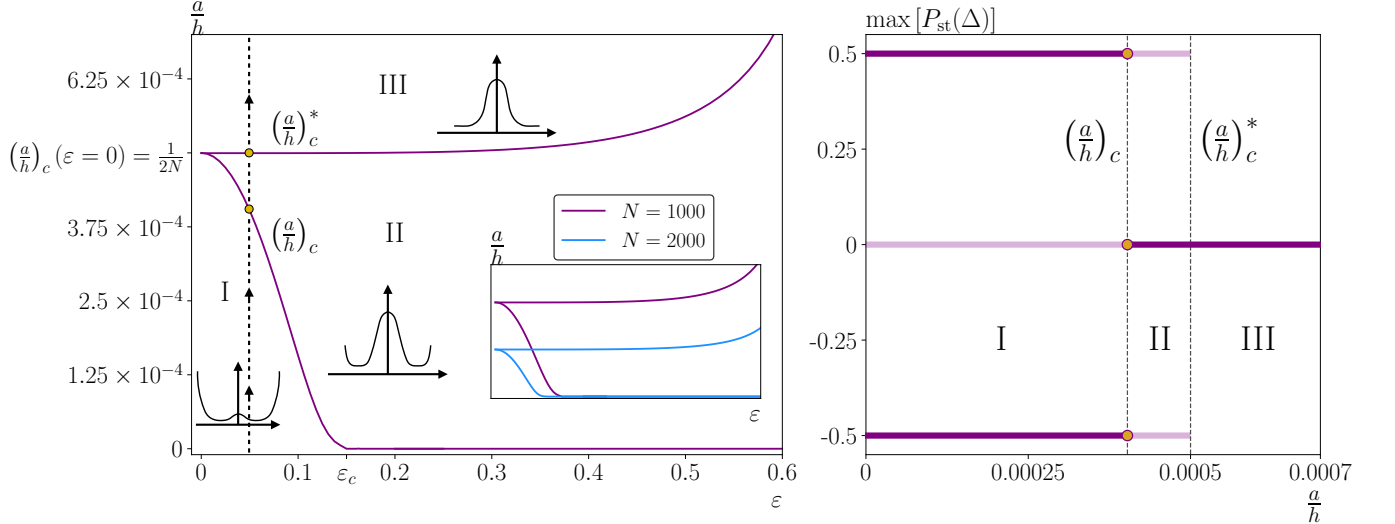 a/h
6.25 × 10⁻⁴
(a/h)_c (ε = 0) = 1/2N
3.75 × 10⁻⁴
2.5 × 10⁻⁴
1.25 × 10⁻⁴
0
III
(a/h)*_c
(a/h)_c
II
I
N = 1000
N = 2000
a/h
ε
0 0.1 ε_c 0.2 0.3 0.4 0.5 0.6
ε
max [P_st(Δ)]
0.5
0.25
0
-0.25
-0.5
(a/h)_c (a/h)*_c
I II III
0 0.00025 0.0005 0.0007
a/h